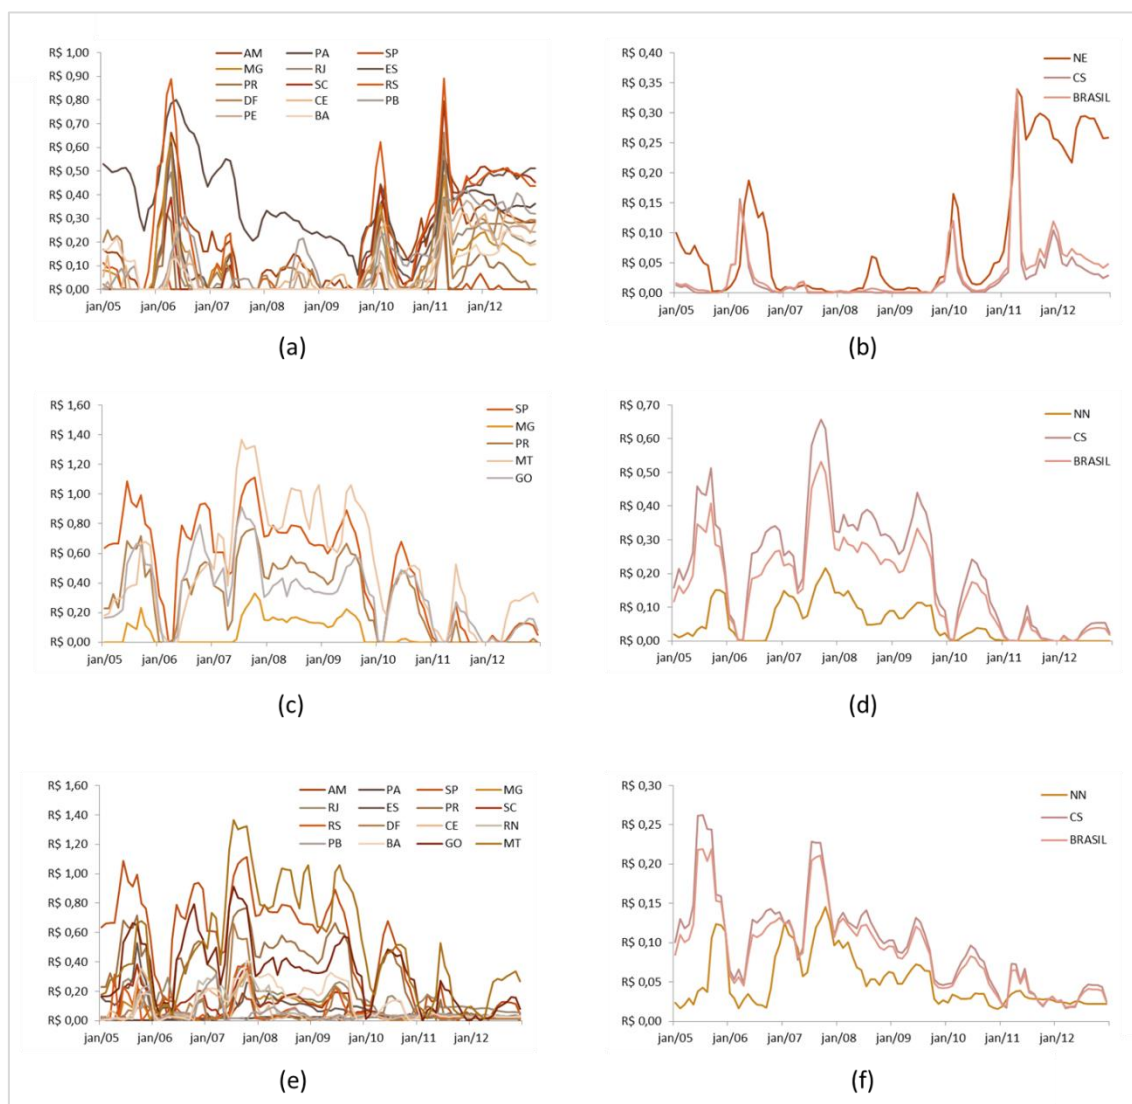 R$ 1,00
R$ 0,90
R$ 0,80
R$ 0,70
R$ 0,60
R$ 0,50
R$ 0,40
R$ 0,30
R$ 0,20
R$ 0,10
R$ 0,00
AM PA SP
MG RJ ES
PR SC RS
DF CE PB
PE BA
jan/05 jan/06 jan/07 jan/08 jan/09 jan/10 jan/11 jan/12
(a)
R$ 0,40
R$ 0,35
R$ 0,30
R$ 0,25
R$ 0,20
R$ 0,15
R$ 0,10
R$ 0,05
R$ 0,00
NE
CS
BRASIL
jan/05 jan/06 jan/07 jan/08 jan/09 jan/10 jan/11 jan/12
(b)
R$ 1,60
R$ 1,40
R$ 1,20
R$ 1,00
R$ 0,80
R$ 0,60
R$ 0,40
R$ 0,20
R$ 0,00
SP
MG
PR
MT
GO
jan/05 jan/06 jan/07 jan/08 jan/09 jan/10 jan/11 jan/12
(c)
R$ 0,70
R$ 0,60
R$ 0,50
R$ 0,40
R$ 0,30
R$ 0,20
R$ 0,10
R$ 0,00
NN
CS
BRASIL
jan/05 jan/06 jan/07 jan/08 jan/09 jan/10 jan/11 jan/12
(d)
R$ 1,60
R$ 1,40
R$ 1,20
R$ 1,00
R$ 0,80
R$ 0,60
R$ 0,40
R$ 0,20
R$ 0,00
AM PA SP MG
RJ ES PR SC
RS DF CE RN
PB BA GO MT
jan/05 jan/06 jan/07 jan/08 jan/09 jan/10 jan/11 jan/12
(e)
R$ 0,30
R$ 0,25
R$ 0,20
R$ 0,15
R$ 0,10
R$ 0,05
R$ 0,00
NN
CS
BRASIL
jan/05 jan/06 jan/07 jan/08 jan/09 jan/10 jan/11 jan/12
(f)